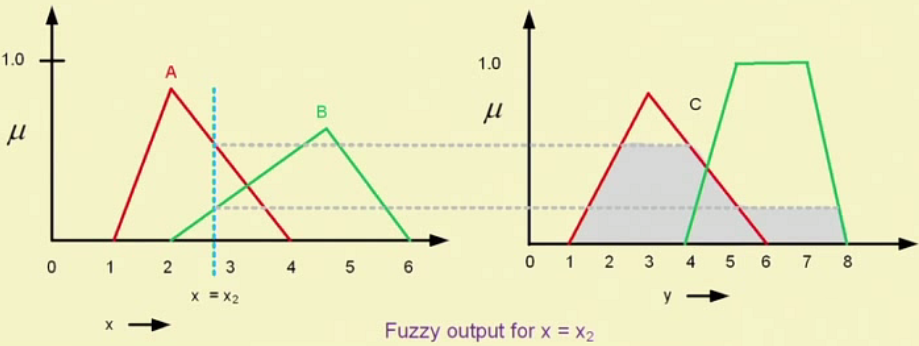 1.0
A
B
μ
0 1 2 3 4 5 6
x = x₂
x
1.0
C
μ
0 1 2 3 4 5 6 7 8
y
Fuzzy output for x = x₂